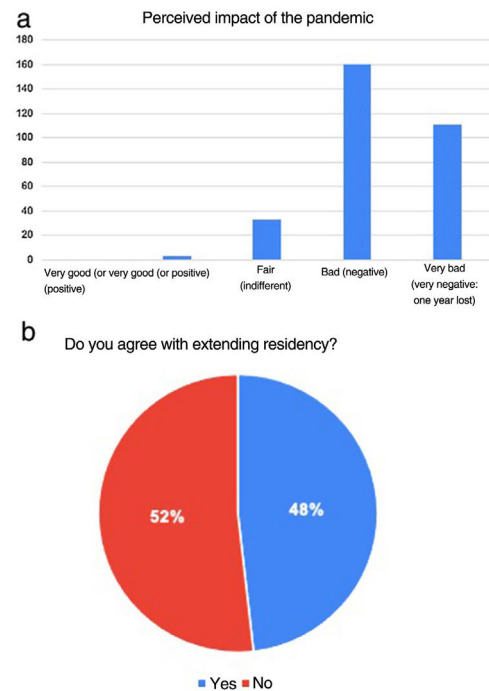 a
Perceived impact of the pandemic
180
160
140
120
100
80
60
40
20
0
Very good (or very good (or positive)
(positive)
Fair
(indifferent)
Bad (negative)
Very bad
(very negative:
one year lost)
b
Do you agree with extending residency?
52%
48%
Yes No